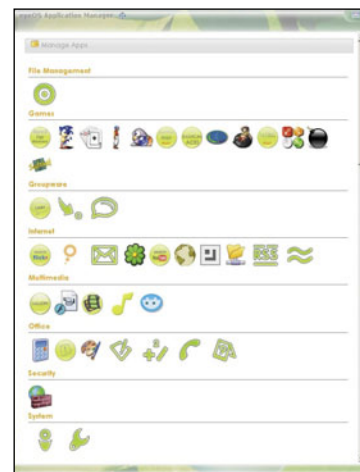 eyeOS Application Manager
Manage Apps
File Management
Games
Groupware
Internet
Multimedia
Office
Security
System